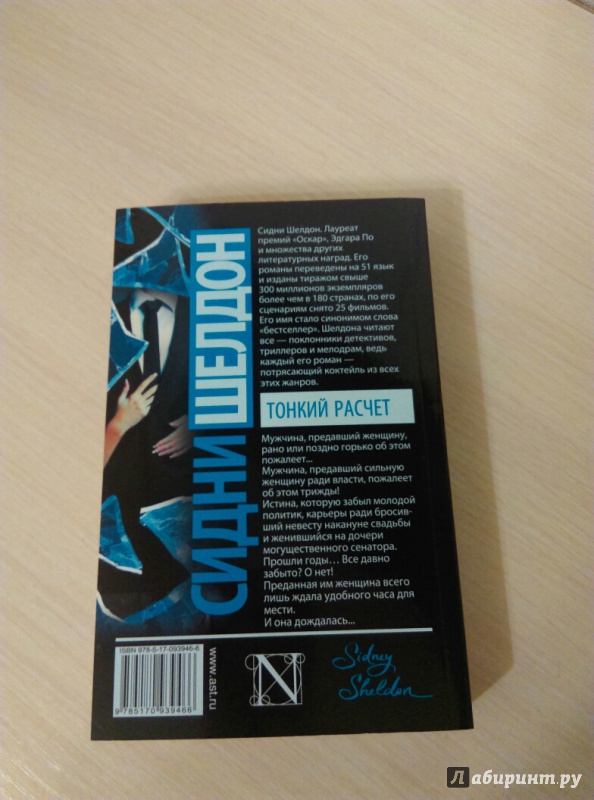 СИДНИ ШЕЛДОН
Сидни Шелдон. Лауреат
премий «Оскар», Эдгара По
и множества других
литературных наград. Его
романы переведены на 51 язык
и изданы тиражом свыше
300 миллионов экземпляров
более чем в 180 странах, по его
сценариям снято 25 фильмов.
Его имя стало синонимом слова
«бестселлер». Шелдона читают
все — поклонники детективов,
триллеров и мелодрам, ведь
каждый его роман —
потрясающий коктейль из всех
этих жанров.
ТОНКИЙ РАСЧЕТ
Мужчина, предавший женщину,
рано или поздно горько об этом
пожалеет...
Мужчина, предавший сильную
женщину ради власти, пожалеет
об этом трижды!
Истина, которую забыл молодой
политик, карьеры ради бросив-
ший невесту накануне свадьбы
и женившийся на дочери
могущественного сенатора.
Прошли годы... Все давно
забыто? О нет!
Преданная им женщина всего
лишь ждала удобного часа для
мести.
И она дождалась...
ISBN 978-5-17-093946-6
9 785170 939466
www.ast.ru
N
Sidney
Sheldon
Лабиринт.ру